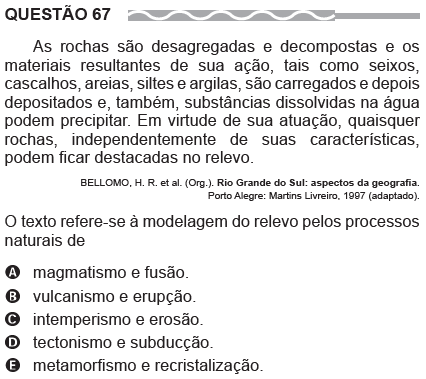 QUESTÃO 67
As rochas são desagregadas e decompostas e os
materiais resultantes de sua ação, tais como seixos,
cascalhos, areias, siltes e argilas, são carregados e depois
depositados e, também, substâncias dissolvidas na água
podem precipitar. Em virtude de sua atuação, quaisquer
rochas, independentemente de suas características,
podem ficar destacadas no relevo.
BELLOMO, H. R. et al. (Org.). Rio Grande do Sul: aspectos da geografia.
Porto Alegre: Martins Livreiro, 1997 (adaptado).
O texto refere-se à modelagem do relevo pelos processos
naturais de
A magmatismo e fusão.
B vulcanismo e erupção.
C intemperismo e erosão.
D tectonismo e subducção.
E metamorfismo e recristalização.